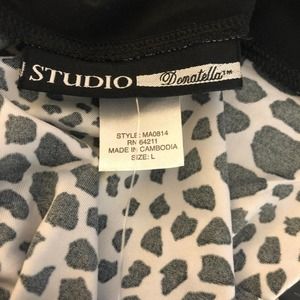 STUDIO Donatella™
STYLE: MA0814
RN 64211
MADE IN CAMBODIA
SIZE: L